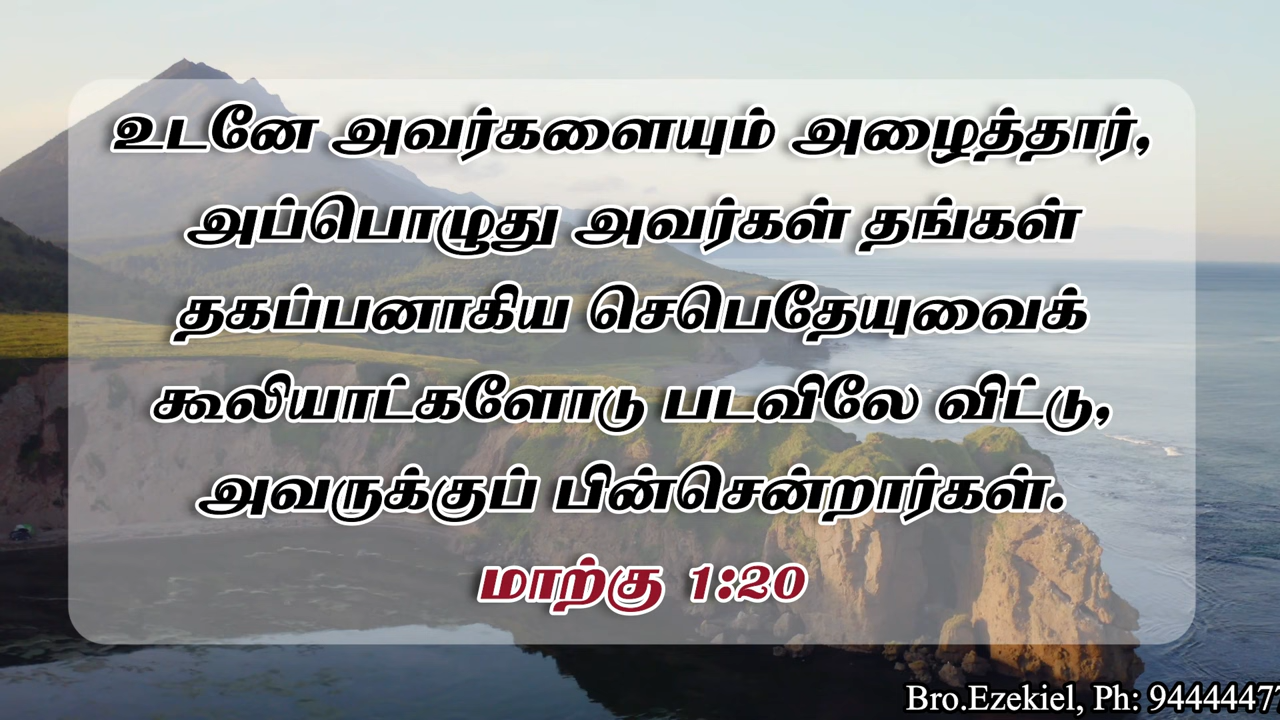 உடனே அவர்களையும் அழைத்தார்,
அப்பொழுது அவர்கள் தங்கள்
தகப்பனாகிய செபெதேயுவைக்
கூலியாட்களோடு படவிலே விட்டு,
அவருக்குப் பின்சென்றார்கள்.
மாற்கு 1:20
Bro.Ezekiel, Ph: 94444477